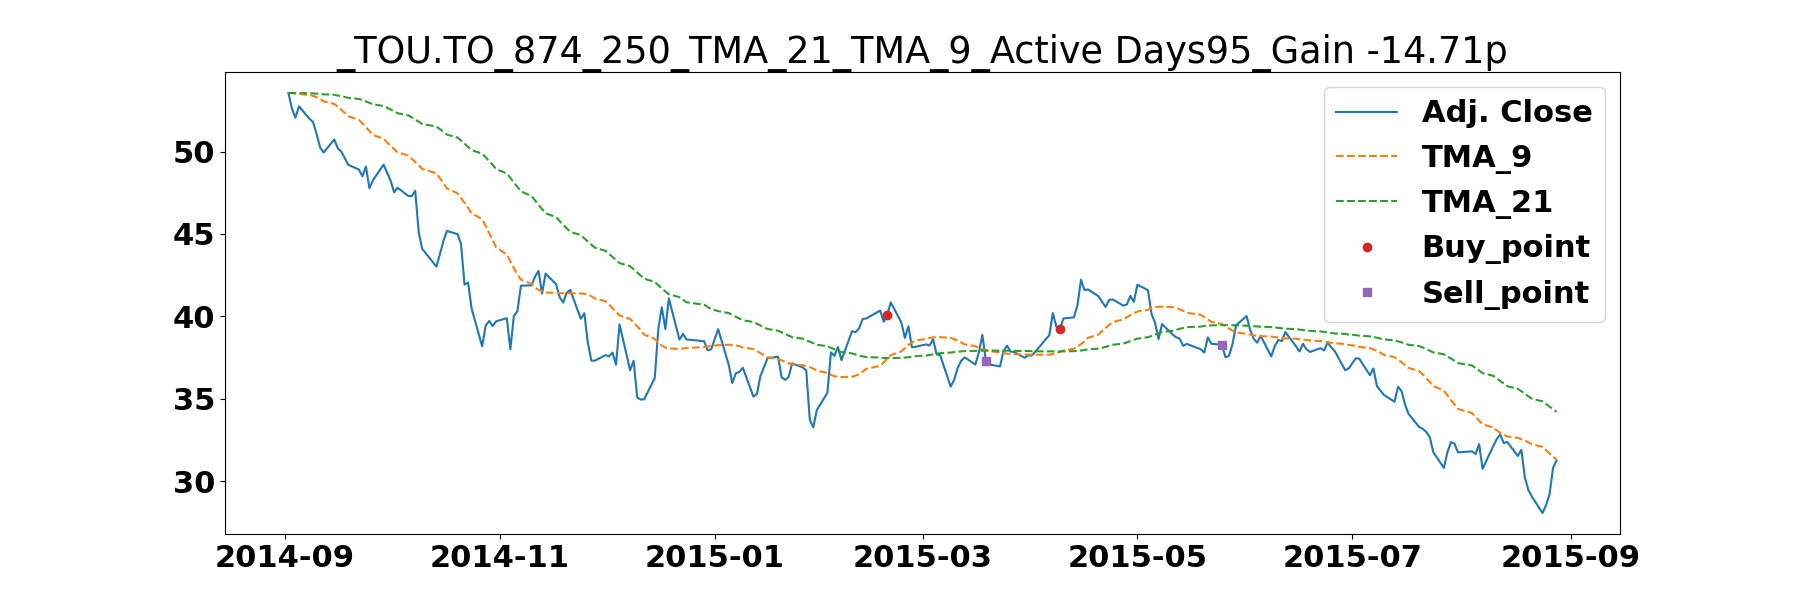 _TOU.TO_874_250_TMA_21_TMA_9_Active Days95_Gain -14.71p
Adj. Close
TMA_9
TMA_21
Buy_point
Sell_point
50
45
40
35
30
2014-09 2014-11 2015-01 2015-03 2015-05 2015-07 2015-09